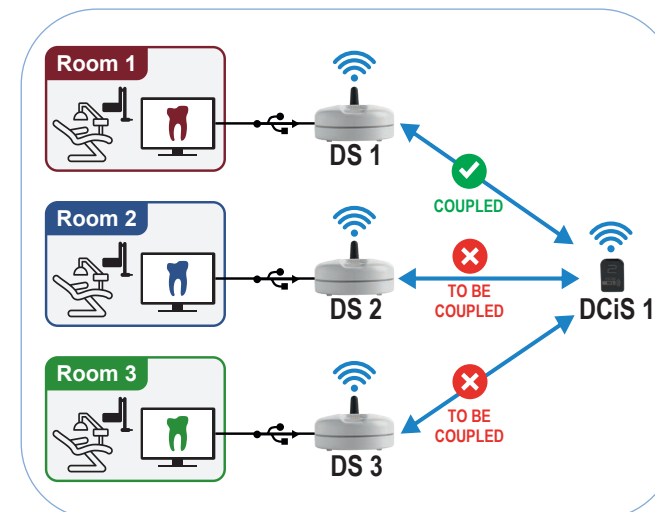 Room 1
DS 1
COUPLED
Room 2
DS 2
TO BE
COUPLED
DCiS 1
Room 3
DS 3
TO BE
COUPLED